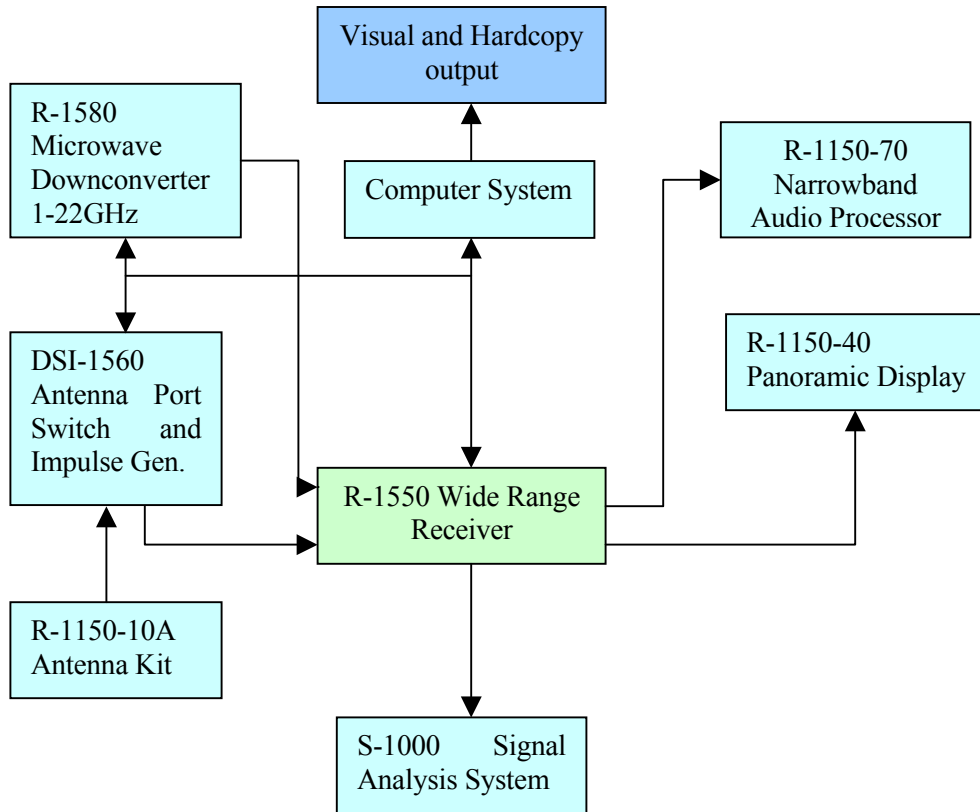 Visual and Hardcopy
output
R-1580
Microwave
Downconverter
1-22GHz
Computer System
R-1150-70
Narrowband
Audio Processor
DSI-1560
Antenna Port
Switch and
Impulse Gen.
R-1150-40
Panoramic Display
R-1550 Wide Range
Receiver
R-1150-10A
Antenna Kit
S-1000 Signal
Analysis System